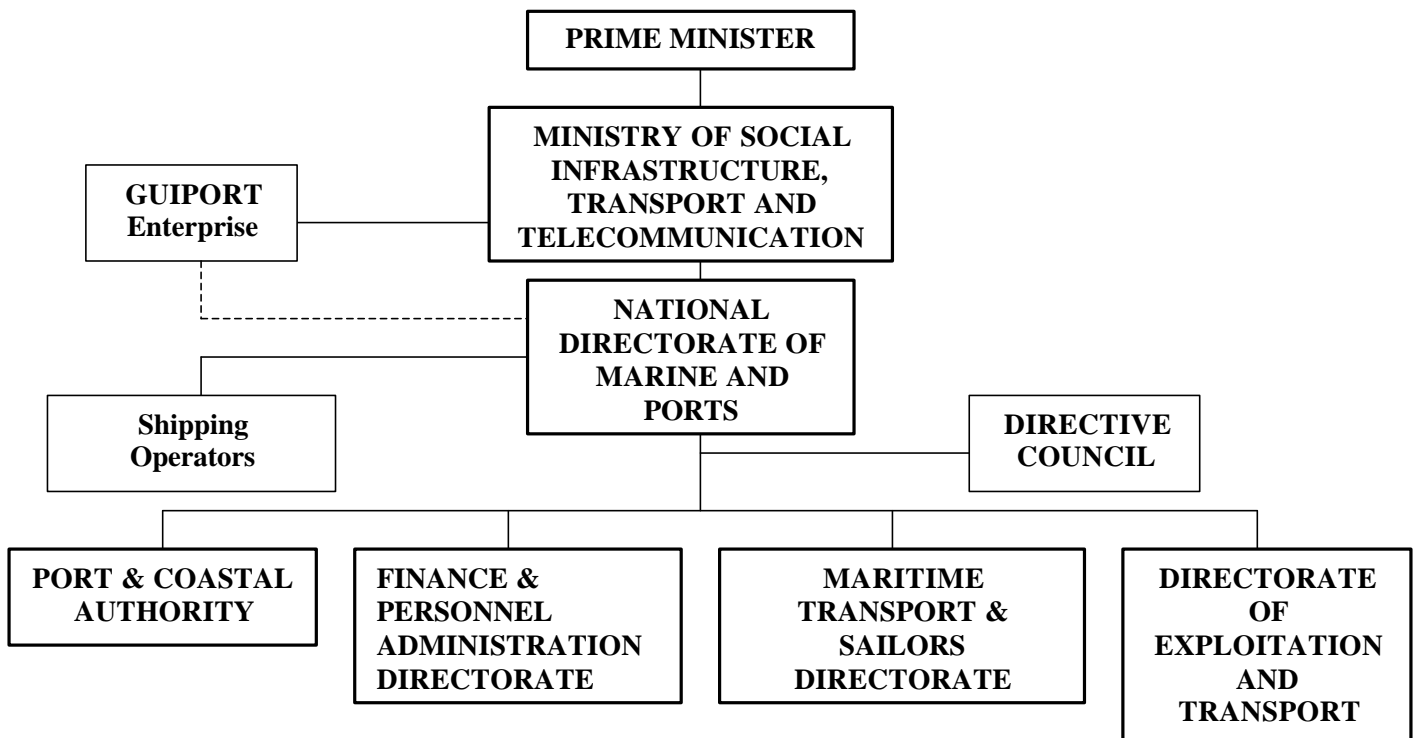 PRIME MINISTER
MINISTRY OF SOCIAL
INFRASTRUCTURE,
TRANSPORT AND
TELECOMMUNICATION
GUIPORT
Enterprise
NATIONAL
DIRECTORATE OF
MARINE AND
PORTS
Shipping
Operators
DIRECTIVE
COUNCIL
PORT & COASTAL
AUTHORITY
FINANCE &
PERSONNEL
ADMINISTRATION
DIRECTORATE
MARITIME
TRANSPORT &
SAILORS
DIRECTORATE
DIRECTORATE
OF
EXPLOITATION
AND
TRANSPORT